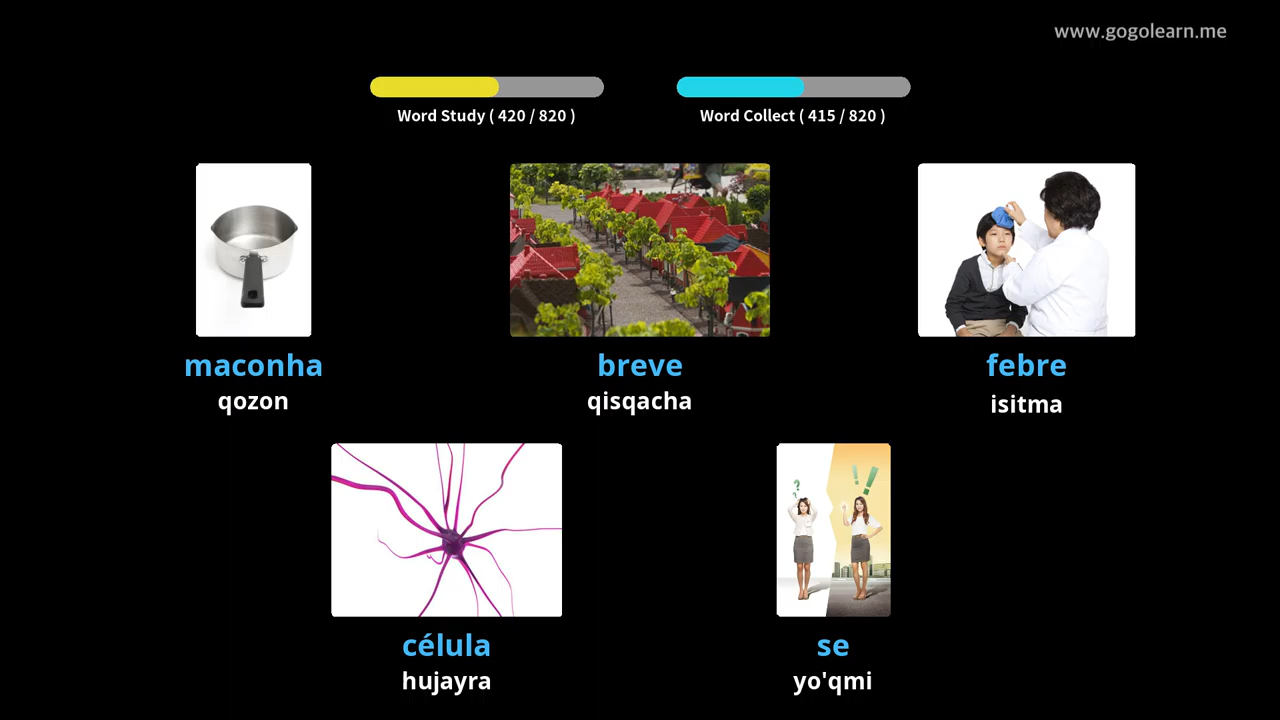 www.gogolearn.me
Word Study ( 420 / 820 )
Word Collect ( 415 / 820 )
maconha
qozon
breve
qisqacha
febre
isitma
célula
hujayra
se
yo'qmi